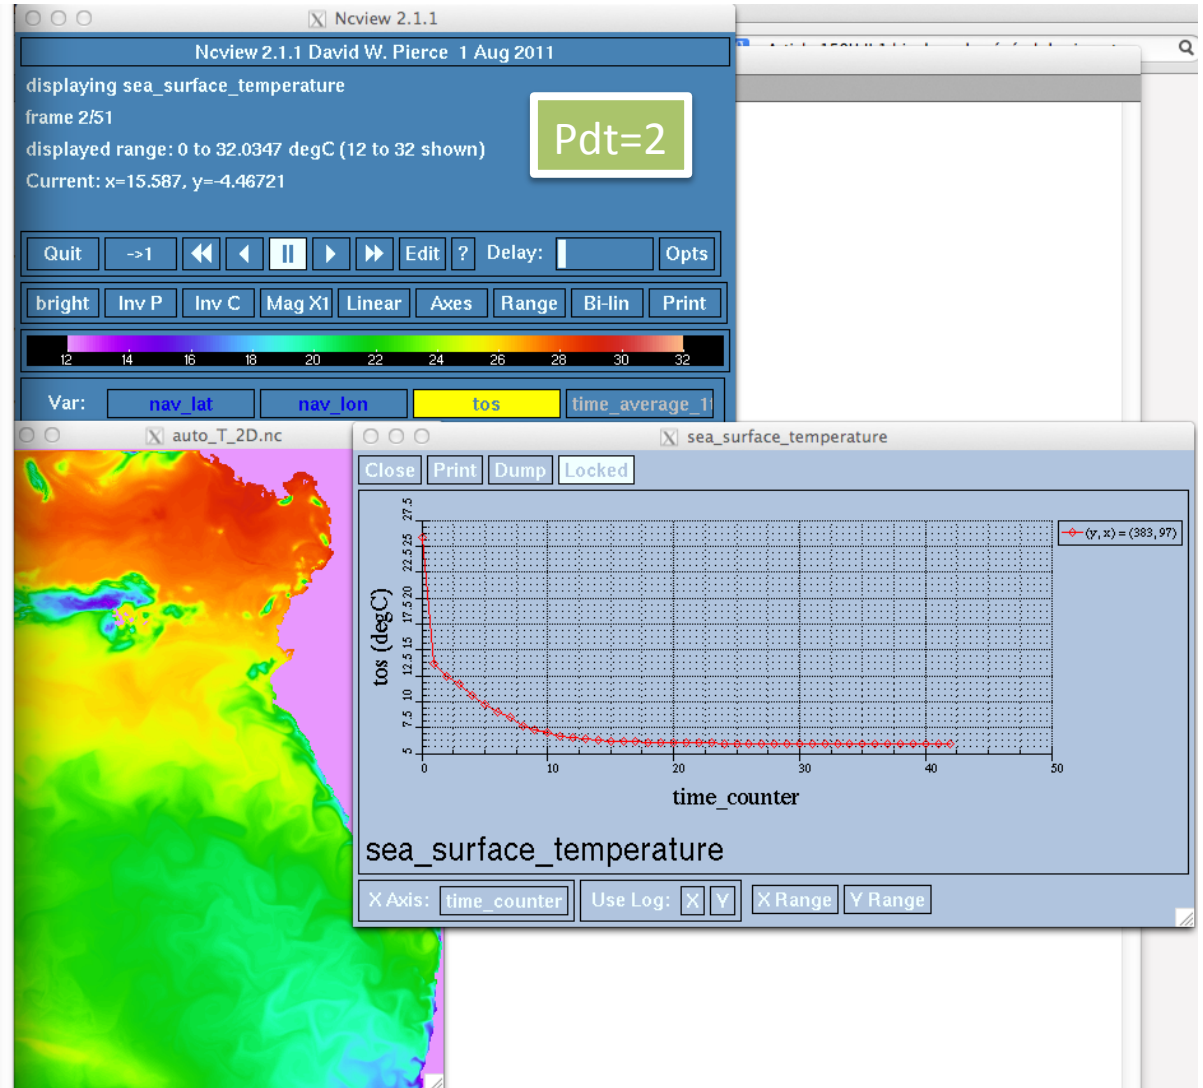 Ncview 2.1.1
Ncview 2.1.1 David W. Pierce 1 Aug 2011
displaying sea_surface_temperature
frame 2/51
displayed range: 0 to 32.0347 degC (12 to 32 shown)
Current: x=15.587, y=-4.46721
Pdt=2
Quit ->1 Edit ? Delay: Opts
bright Inv P Inv C Mag X1 Linear Axes Range Bi-lin Print
12 14 16 18 20 22 24 26 28 30 32
Var: nav_lat nav_lon tos time_average_1
auto_T_2D.nc
sea_surface_temperature
Close Print Dump Locked
27.5
25
22.5
20
17.5
15
12.5
10
7.5
5
tos (degC)
(y, x) = (383, 97)
0 10 20 30 40 50
time_counter
sea_surface_temperature
X Axis: time_counter Use Log: X Y X Range Y Range